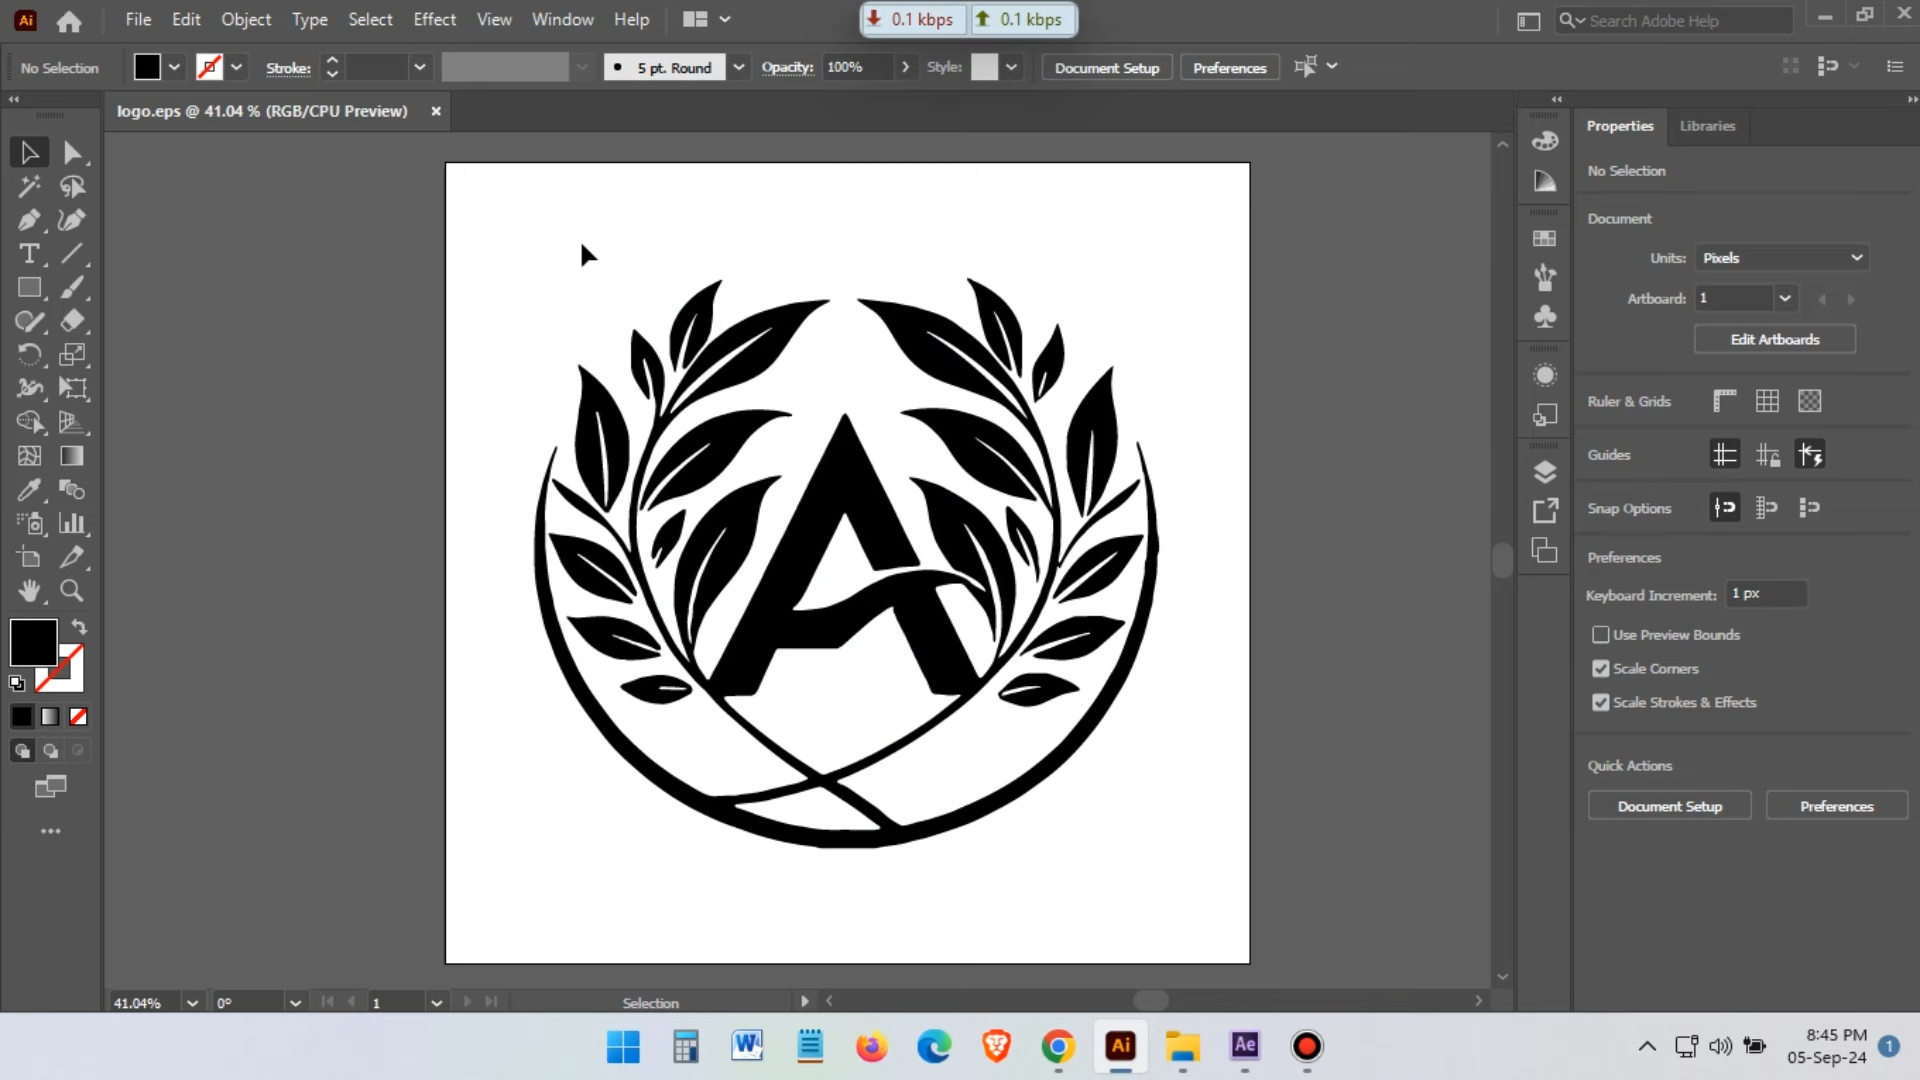 Ai File Edit Object Type Select Effect View Window Help 0.1 kbps 0.1 kbps Search Adobe Help
No Selection Stroke: 5 pt. Round Opacity: 100% Style: Document Setup Preferences
logo.eps @ 41.04 % (RGB/CPU Preview) ×
Properties Libraries
No Selection
Document
Units: Pixels
Artboard: 1
Edit Artboards
Ruler & Grids
Guides
Snap Options
Preferences
Keyboard Increment: 1 px
Use Preview Bounds
Scale Corners
Scale Strokes & Effects
Quick Actions
Document Setup Preferences
A
41.04% 0° 1 Selection
W Ai Ae
8:45 PM
05-Sep-24 1